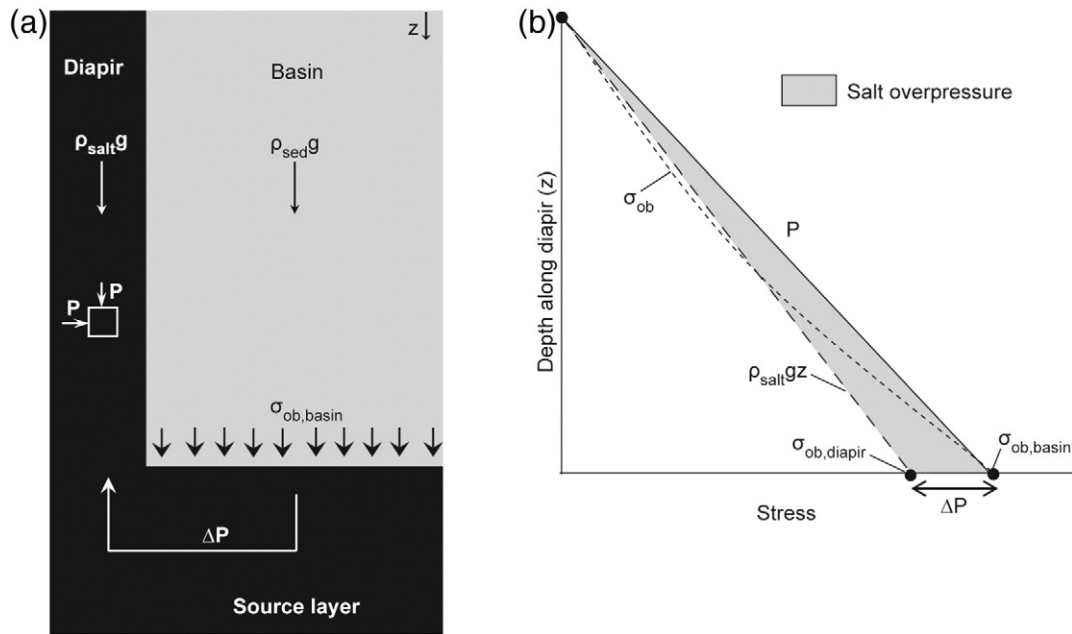 (a)
z
Diapir
Basin
ρsaltg
ρsedg
P
P
σob,basin
ΔP
Source layer
(b)
Salt overpressure
σob
P
Depth along diapir (z)
ρsaltgz
σob,diapir
σob,basin
ΔP
Stress